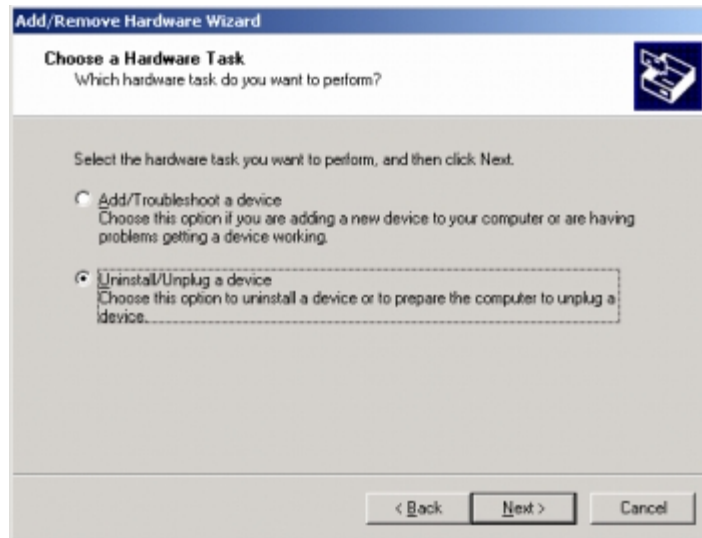 Add/Remove Hardware Wizard
Choose a Hardware Task
Which hardware task do you want to perform?
Select the hardware task you want to perform, and then click Next.
Add/Troubleshoot a device
Choose this option if you are adding a new device to your computer or are having
problems getting a device working.
Uninstall/Unplug a device
Choose this option to uninstall a device or to prepare the computer to unplug a
device.
< Back Next > Cancel